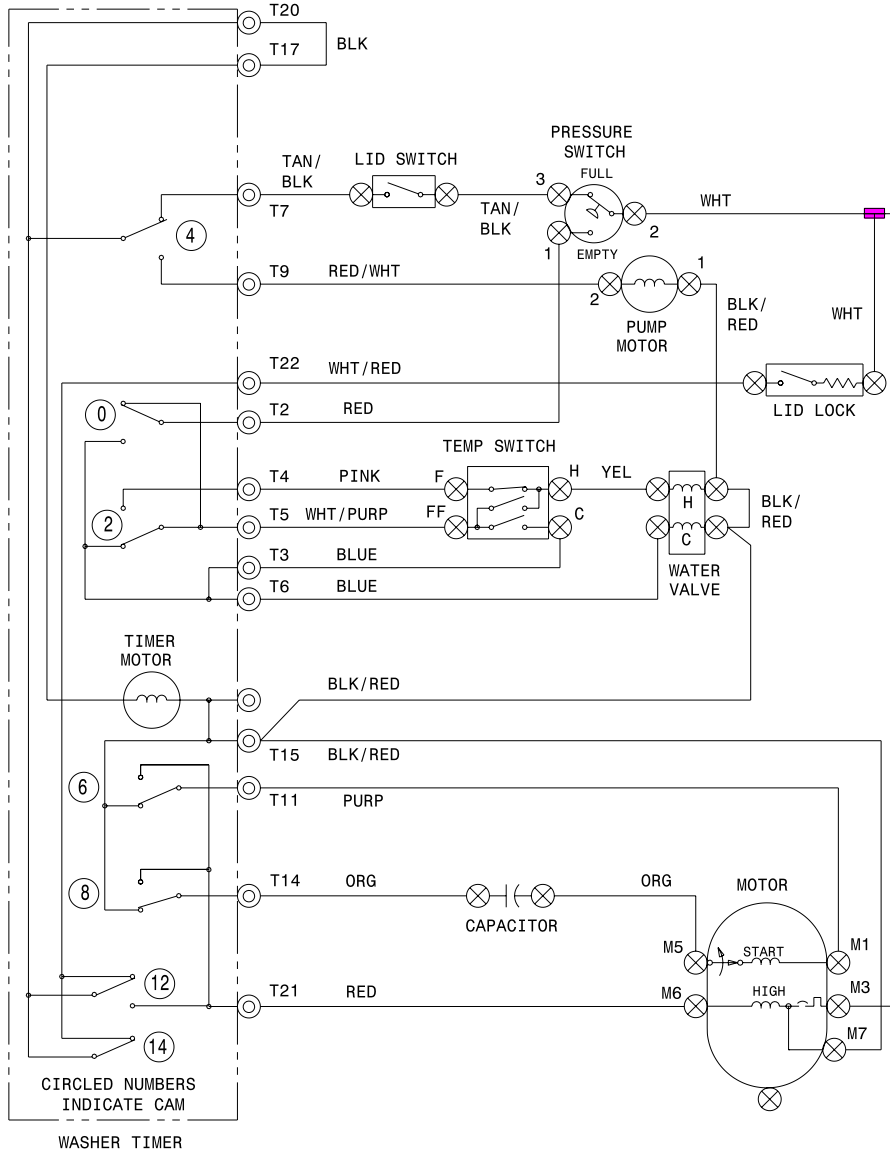 T20
BLK
T17
PRESSURE
SWITCH
TAN/
BLK
LID SWITCH
FULL
3
TAN/
BLK
WHT
T7
4
2
1
EMPTY
T9
RED/WHT
1
2
BLK/
RED
WHT
PUMP
MOTOR
T22
WHT/RED
LID LOCK
0
T2
RED
TEMP SWITCH
T4
PINK
F
H
YEL
H
BLK/
RED
2
T5
WHT/PURP
FF
C
C
T3
BLUE
WATER
VALVE
T6
BLUE
TIMER
MOTOR
BLK/RED
T15
BLK/RED
6
T11
PURP
8
T14
ORG
ORG
MOTOR
CAPACITOR
M5
START
M1
12
T21
RED
M6
HIGH
M3
M7
14
CIRCLED NUMBERS
INDICATE CAM
WASHER TIMER